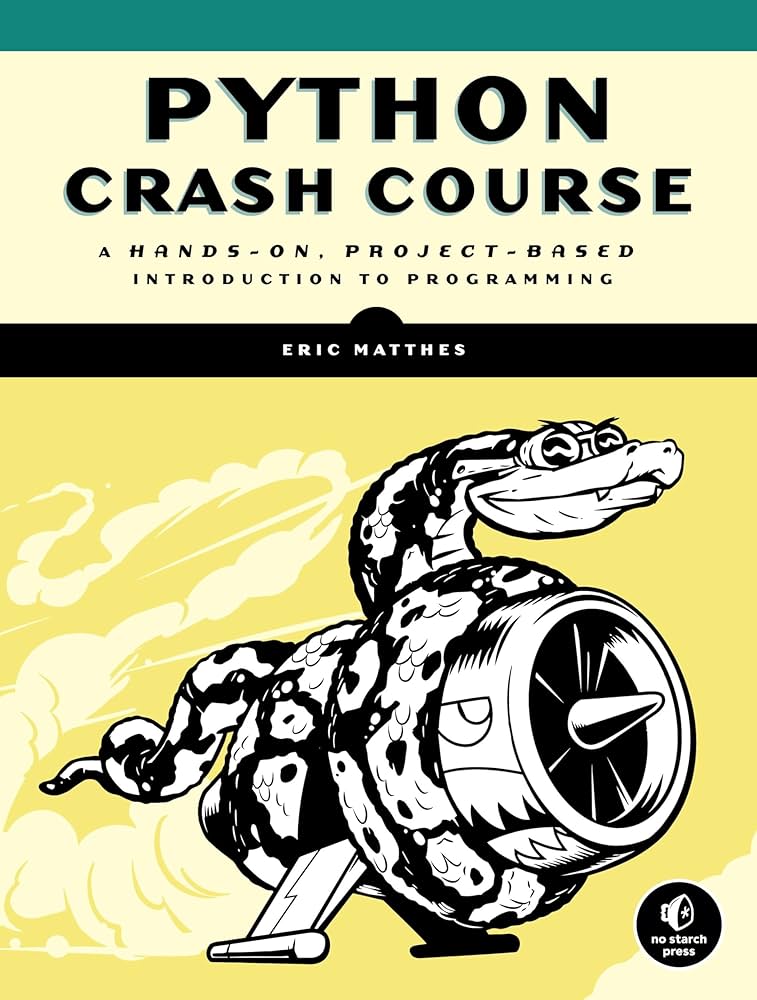 PYTHON
CRASH COURSE
A HANDS-ON, PROJECT-BASED
INTRODUCTION TO PROGRAMMING
ERIC MATTHES
no starch
press